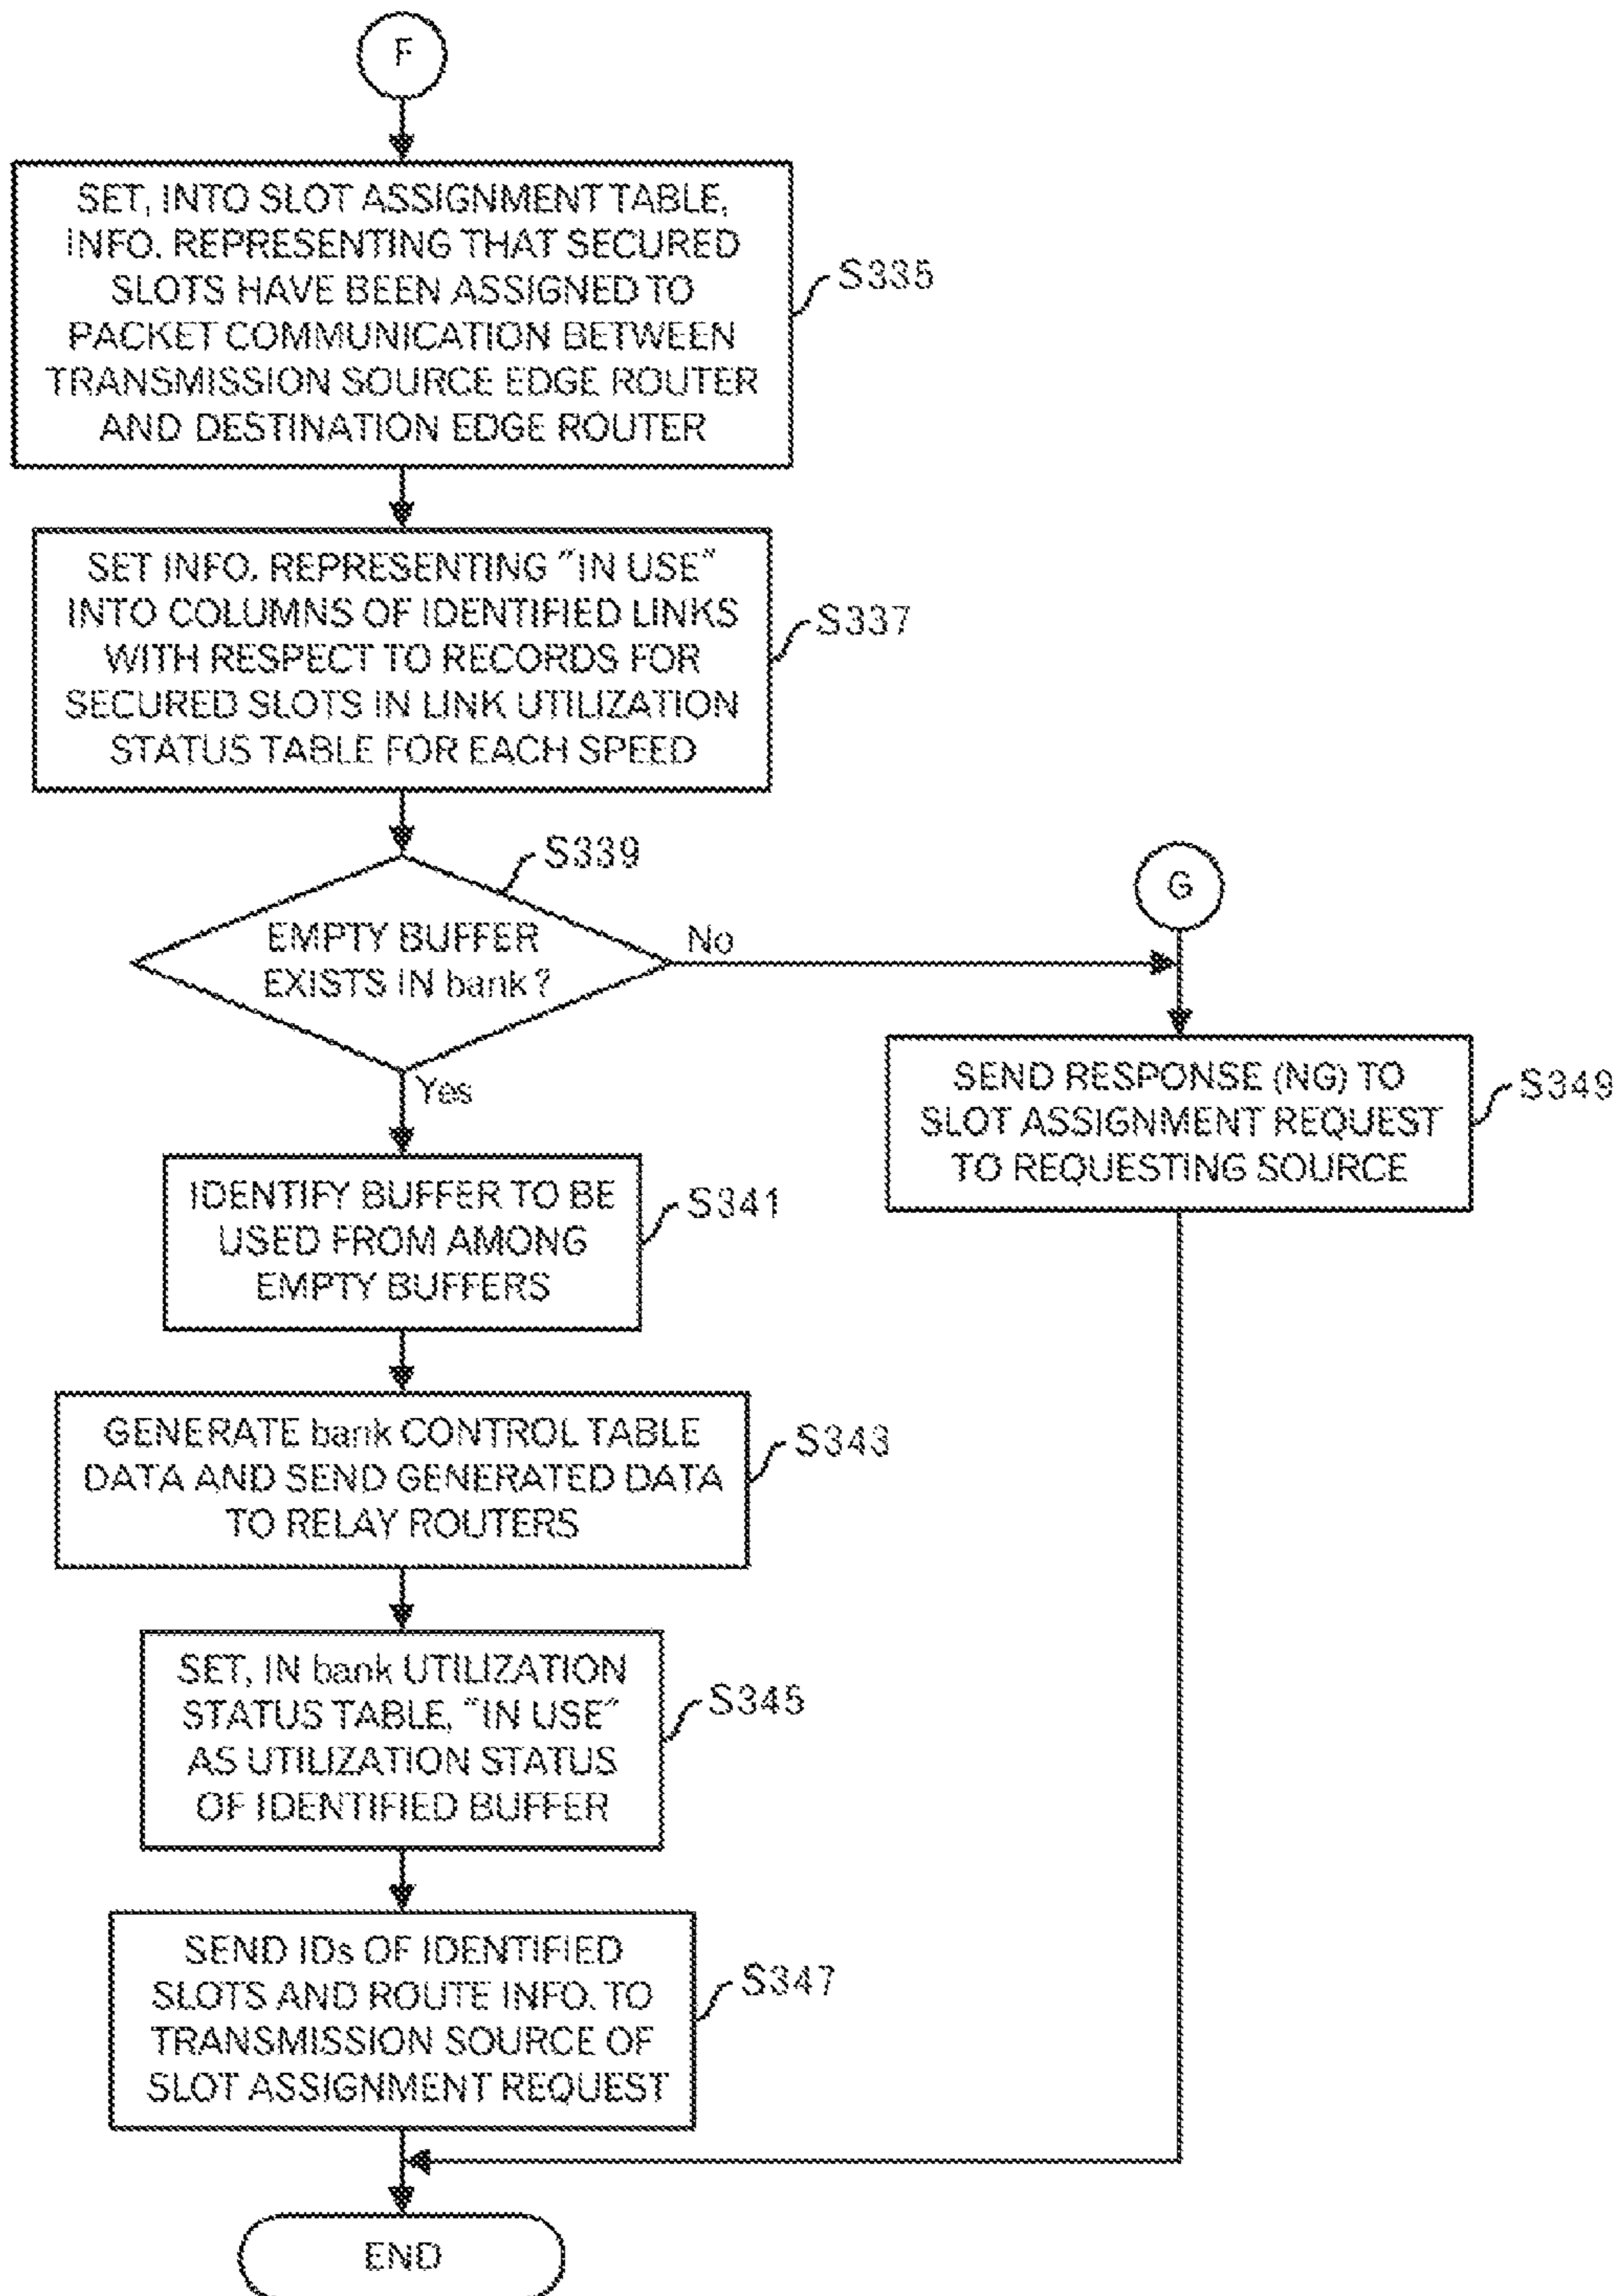 F
SET, INTO SLOT ASSIGNMENT TABLE,
INFO. REPRESENTING THAT SECURED
SLOTS HAVE BEEN ASSIGNED TO
PACKET COMMUNICATION BETWEEN
TRANSMISSION SOURCE EDGE ROUTER
AND DESTINATION EDGE ROUTER
S335
SET INFO. REPRESENTING "IN USE"
INTO COLUMNS OF IDENTIFIED LINKS
WITH RESPECT TO RECORDS FOR
SECURED SLOTS IN LINK UTILIZATION
STATUS TABLE FOR EACH SPEED
S337
S339
EMPTY BUFFER
EXISTS IN bank?
No
Yes
G
SEND RESPONSE (NG) TO
SLOT ASSIGNMENT REQUEST
TO REQUESTING SOURCE
S349
IDENTIFY BUFFER TO BE
USED FROM AMONG
EMPTY BUFFERS
S341
GENERATE bank CONTROL TABLE
DATA AND SEND GENERATED DATA
TO RELAY ROUTERS
S343
SET, IN bank UTILIZATION
STATUS TABLE, "IN USE"
AS UTILIZATION STATUS
OF IDENTIFIED BUFFER
S345
SEND IDs OF IDENTIFIED
SLOTS AND ROUTE INFO. TO
TRANSMISSION SOURCE OF
SLOT ASSIGNMENT REQUEST
S347
END